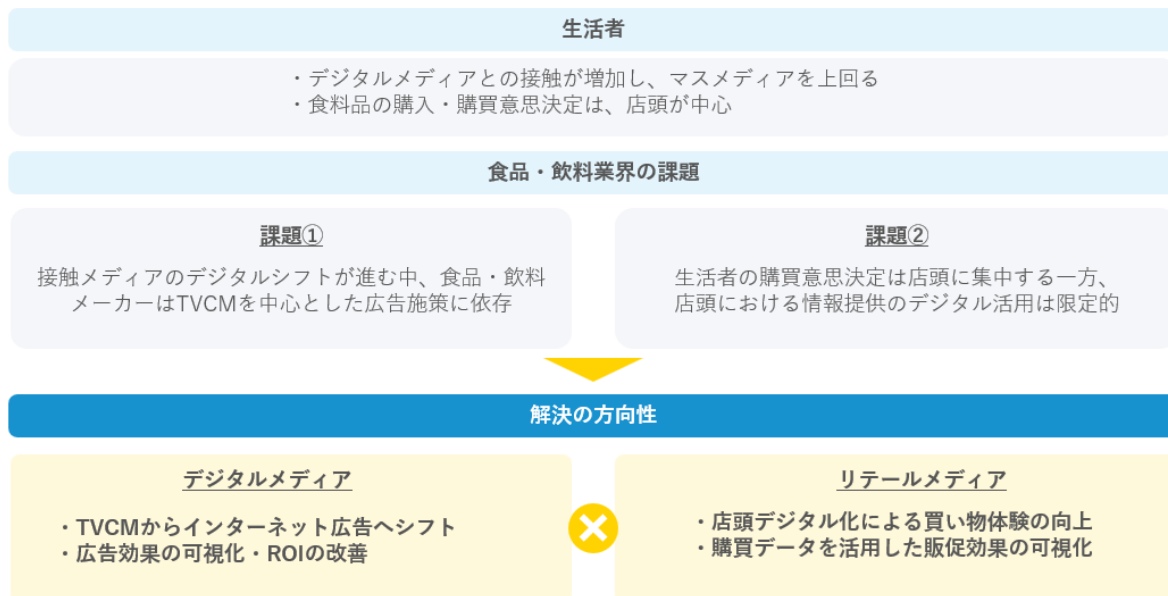 生活者
・デジタルメディアとの接触が増加し、マスメディアを上回る
・食料品の購入・購買意思決定は、店頭が中心
食品・飲料業界の課題
課題①
接触メディアのデジタルシフトが進む中、食品・飲料
メーカーはTVCMを中心とした広告施策に依存
課題②
生活者の購買意思決定は店頭に集中する一方、
店頭における情報提供のデジタル活用は限定的
解決の方向性
デジタルメディア
・TVCMからインターネット広告へシフト
・広告効果の可視化・ROIの改善
リテールメディア
・店頭デジタル化による買い物体験の向上
・購買データを活用した販促効果の可視化